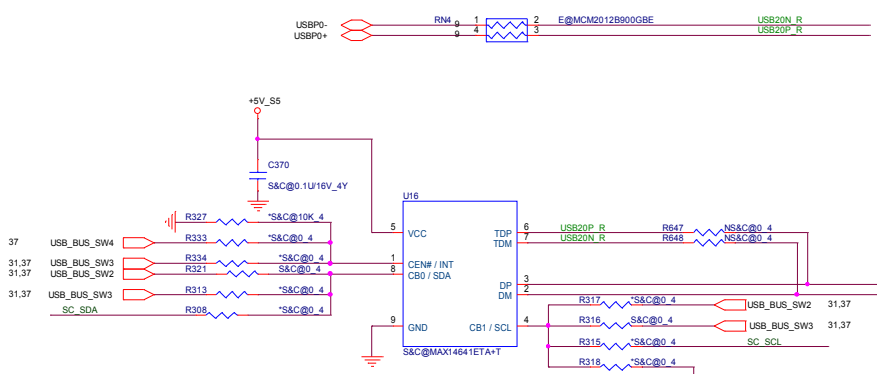 USBP0- 9 RN4 1 2 E@MCM2012B900GBE USB20N_R
USBP0+ 9 4 3 USB20P_R
+5V_S5
C370
S&C@0.1U/16V_4Y
U16
R327 *S&C@10K_4
37 USB_BUS_SW4 R333 *S&C@0_4
5 VCC TDP 6 USB20P_R R647 NS&C@0_4
TDM 7 USB20N_R R648 NS&C@0_4
31,37 USB_BUS_SW3 R334 *S&C@0_4 1 CEN# / INT
31,37 USB_BUS_SW2 R321 S&C@0_4 8 CB0 / SDA
DP 3
DM 2
31,37 USB_BUS_SW3 R313 *S&C@0_4
R317 *S&C@0_4 USB_BUS_SW2 31,37
SC_SDA R308 *S&C@0_4
9 GND CB1 / SCL 4 R316 S&C@0_4 USB_BUS_SW3 31,37
R315 *S&C@0_4 SC_SCL
S&C@MAX14641ETA+T
R318 *S&C@0_4